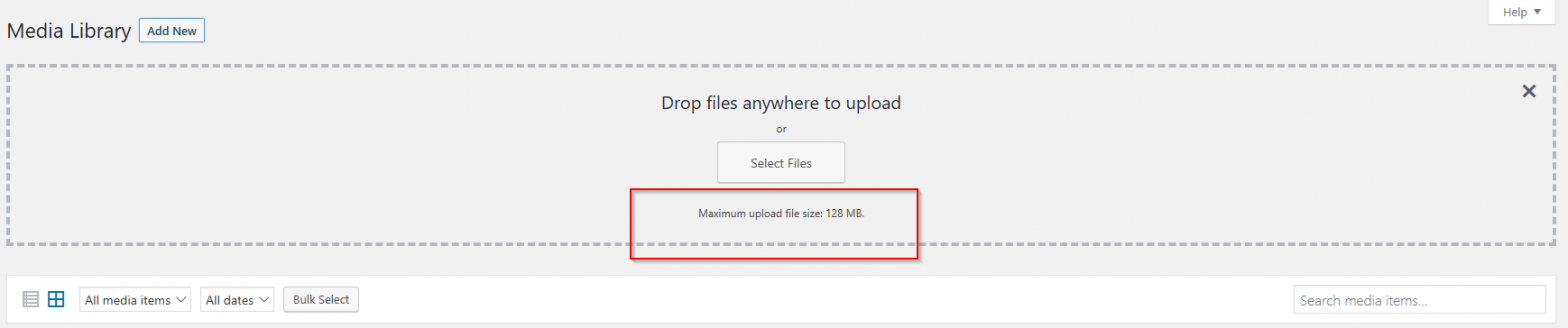 Help
Media Library Add New
Drop files anywhere to upload
or
Select Files
Maximum upload file size: 128 MB.
All media items All dates Bulk Select Search media items...